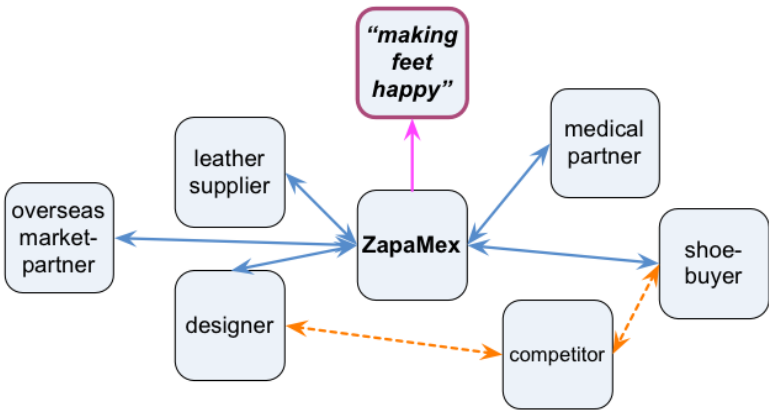 “making
feet
happy”
medical
partner
leather
supplier
overseas
market-
partner
ZapaMex
shoe-
buyer
designer
competitor